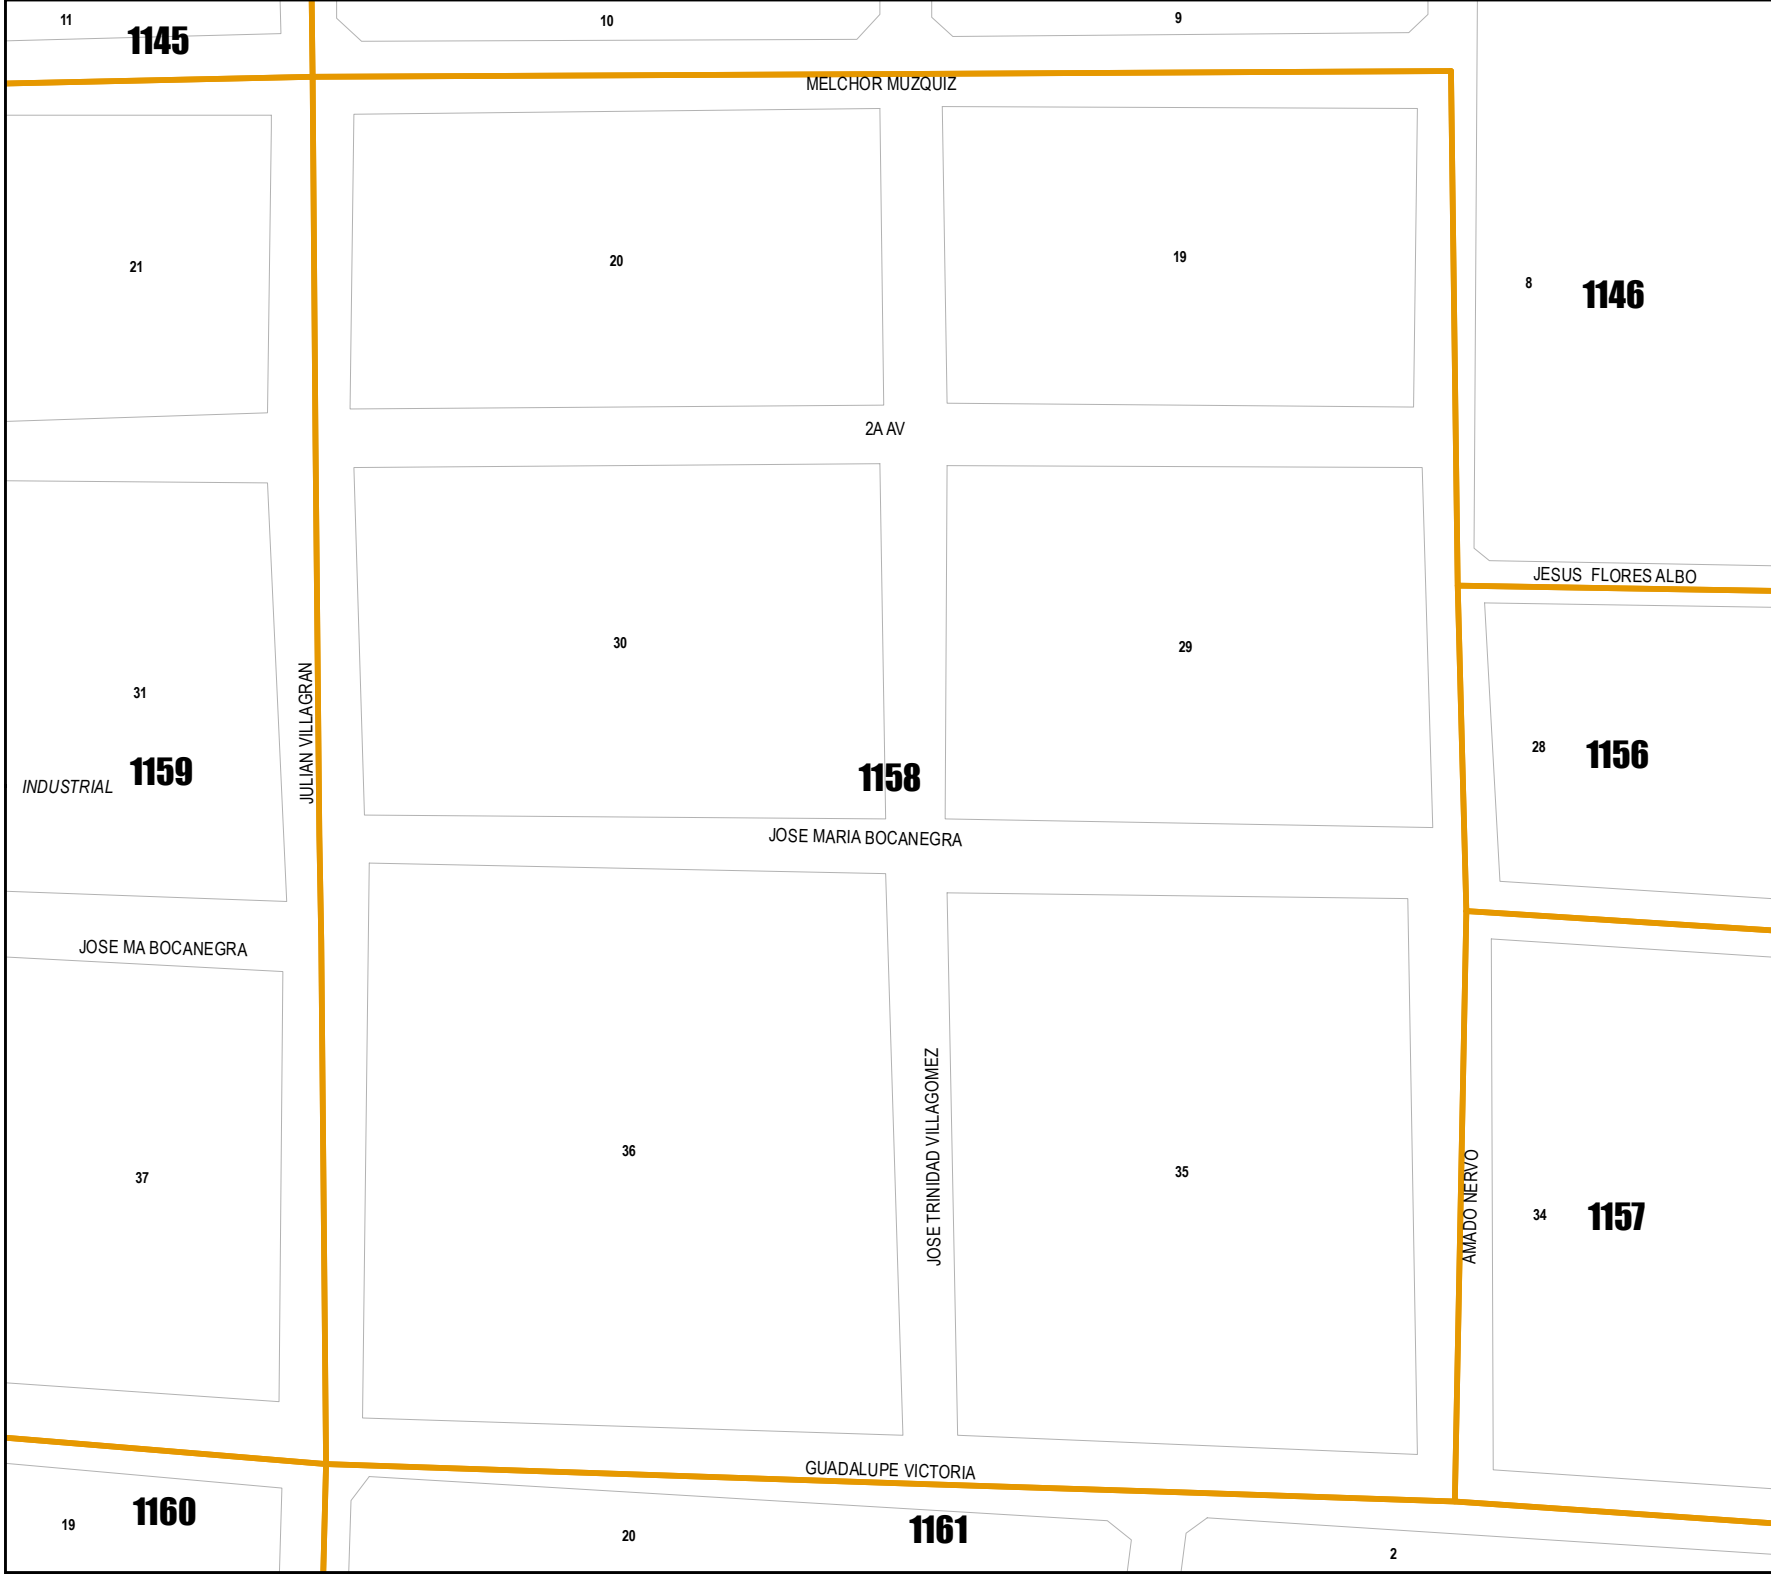 11
10
9
1145
MELCHOR MUZQUIZ
21
20
19
8
1146
2A AV
JESUS FLORES ALBO
30
29
31
JULIAN VILLAGRAN
28
1156
INDUSTRIAL
1159
1158
JOSE MARIA BOCANEGRA
JOSE MA BOCANEGRA
JOSE TRINIDAD VILLAGOMEZ
36
35
37
AMADO NERVO
34
1157
GUADALUPE VICTORIA
19
1160
20
1161
2